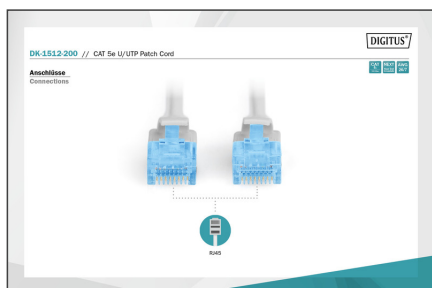 DIGITUS®
DK-1512-200 // CAT 5e U/UTP Patch Cord
Anschlüsse
Connections
RJ45